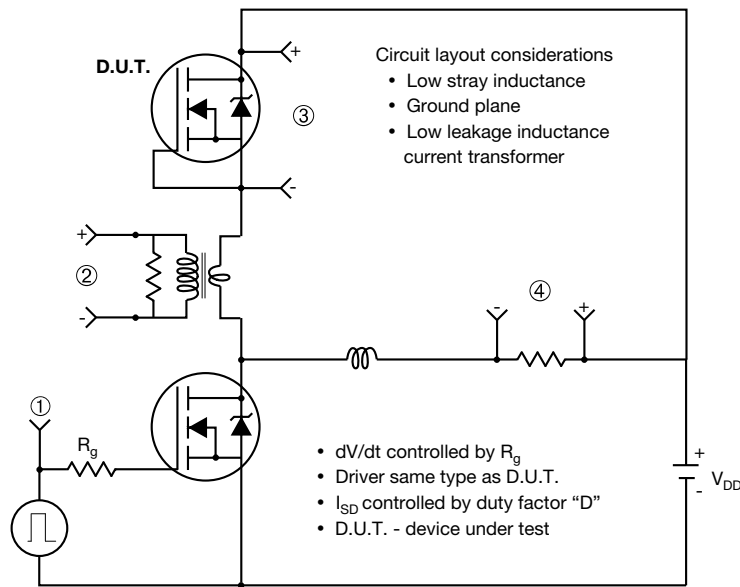 D.U.T.
+
③
-
Circuit layout considerations
• Low stray inductance
• Ground plane
• Low leakage inductance
current transformer
+
②
-
④
-
+
①
Rg
• dV/dt controlled by Rg
• Driver same type as D.U.T.
• ISD controlled by duty factor “D”
• D.U.T. - device under test
+
VDD
-